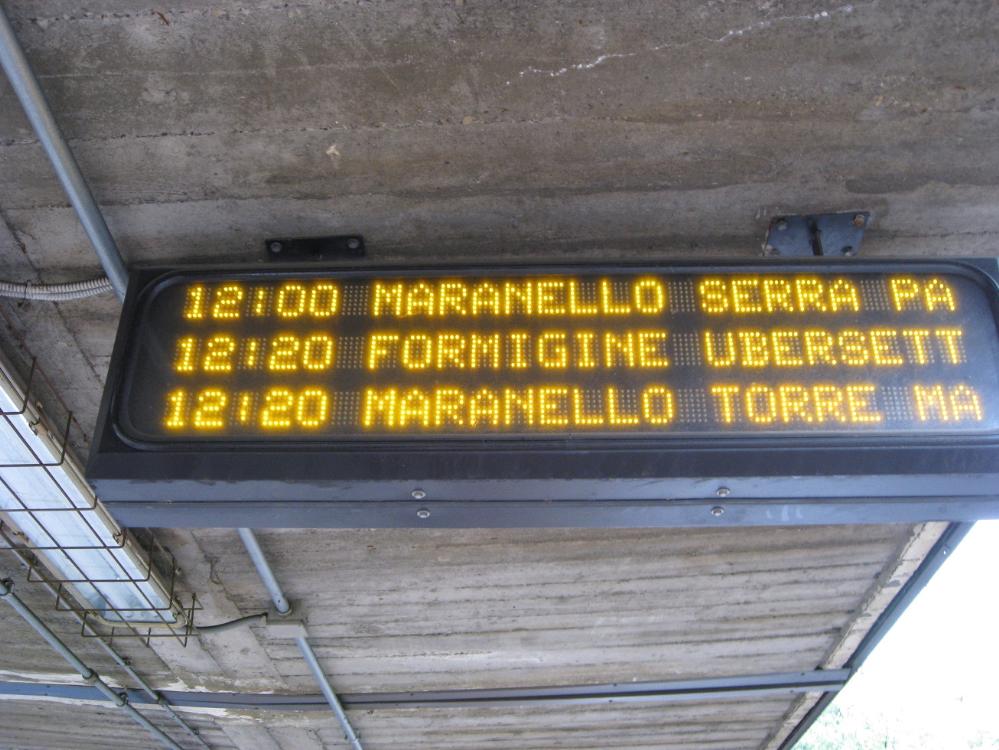 12:00 MARANELLO SERRA PA
12:20 FORMIGINE UBERSETT
12:20 MARANELLO TORRE MA